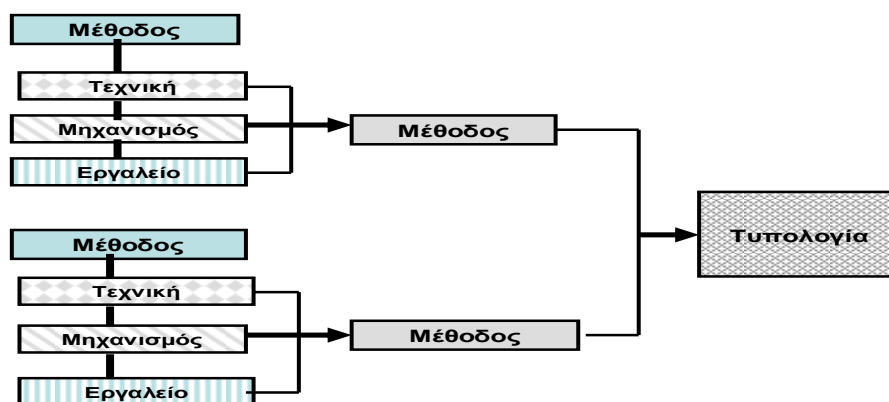 Μέθοδος
Τεχνική
Μηχανισμός
Εργαλείο
Μέθοδος
Μέθοδος
Τεχνική
Μηχανισμός
Εργαλείο
Μέθοδος
Τυπολογία